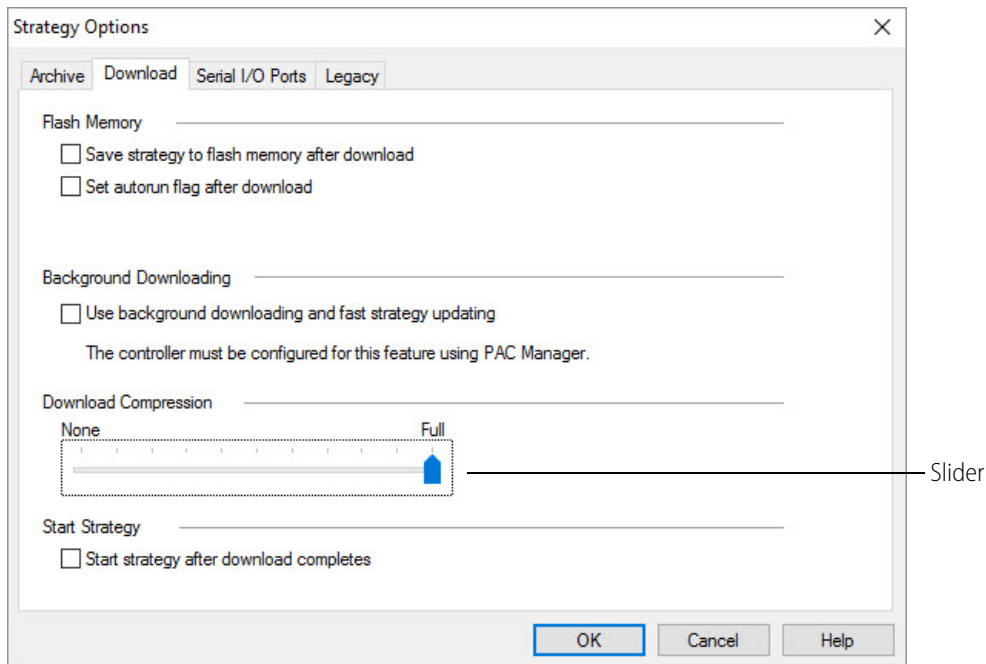 Strategy Options
Archive Download Serial I/O Ports Legacy
Flash Memory
Save strategy to flash memory after download
Set autorun flag after download
Background Downloading
Use background downloading and fast strategy updating
The controller must be configured for this feature using PAC Manager.
Download Compression
None Full
Slider
Start Strategy
Start strategy after download completes
OK Cancel Help